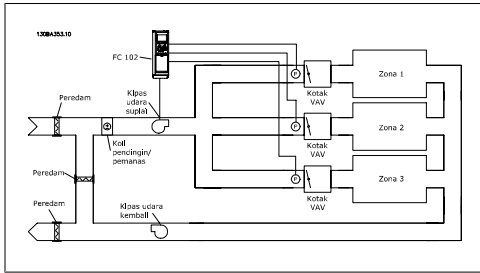 130BA353.10
FC 102
Peredam
KIpas
udara
suplai
Koil
pendingin/
pemanas
Peredam
Peredam
KIpas udara
kemball
P
Kotak
VAV
Zona 1
P
Kotak
VAV
Zona 2
P
Kotak
VAV
Zona 3